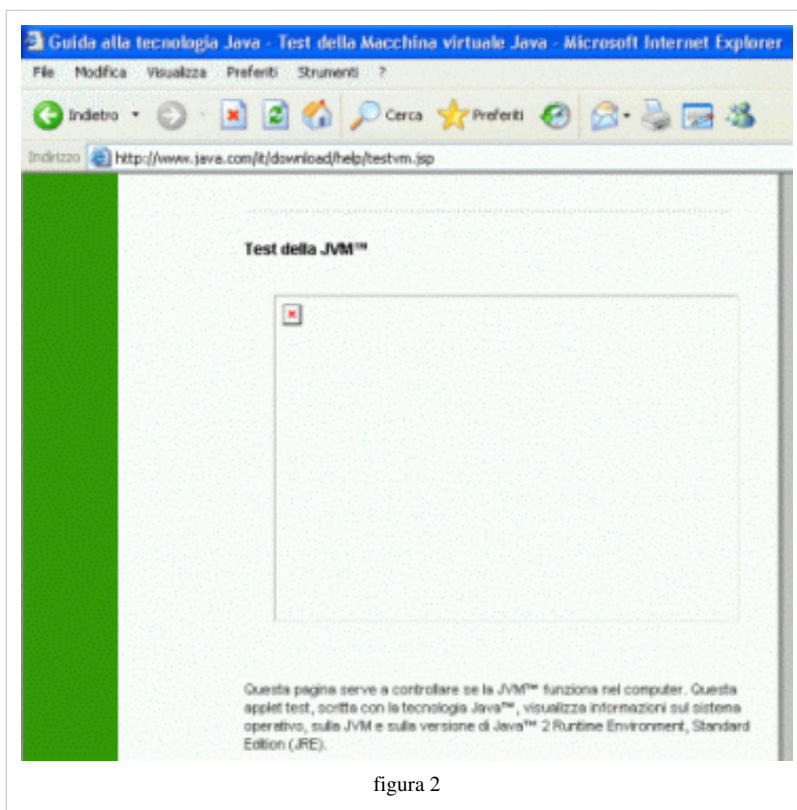 Guida alla tecnologia Java - Test della Macchina virtuale Java - Microsoft Internet Explorer
File Modifica Visualizza Preferiti Strumenti ?
Indietro Cerca Preferiti
Indirizzo http://www.java.com/it/download/help/testvm.jsp
Test della JVM™
Questa pagina serve a controllare se la JVM™ funziona nel computer. Questa
applet test, scritta con la tecnologia Java™, visualizza informazioni sul sistema
operativo, sulla JVM e sulla versione di Java™ 2 Runtime Environment, Standard
Edition (JRE).
figura 2